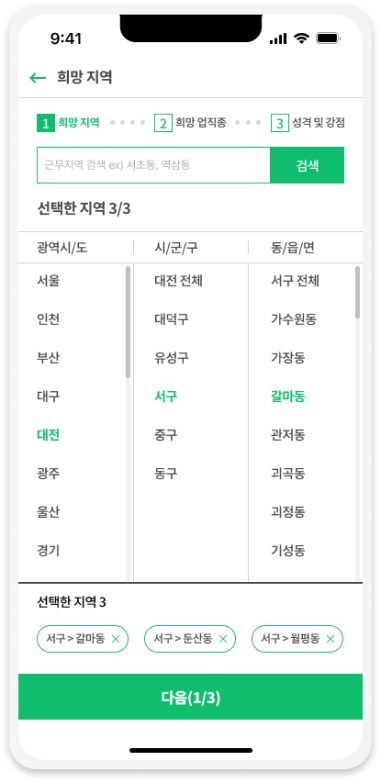 9:41
희망 지역
1 희망 지역 2 희망 업직종 3 성격 및 강점
근무지역 검색 ex) 서초동, 역삼동 검색
선택한 지역 3/3
광역시/도 시/군/구 동/읍/면
서울 대전 전체 서구 전체
인천 대덕구 가수원동
부산 유성구 가장동
대구 서구 갈마동
대전 중구 관저동
광주 동구 괴곡동
울산 괴정동
경기 기성동
선택한 지역 3
서구 > 갈마동 × 서구 > 둔산동 × 서구 > 월평동 ×
다음(1/3)